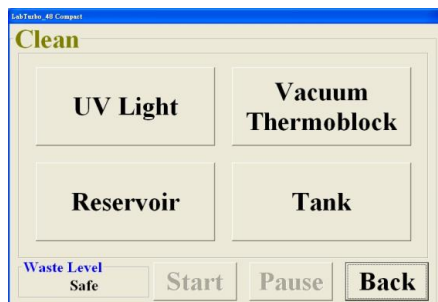 LabTurbo_48 Compact
Clean
UV Light
Vacuum
Thermoblock
Reservoir
Tank
Waste Level
Safe
Start
Pause
Back